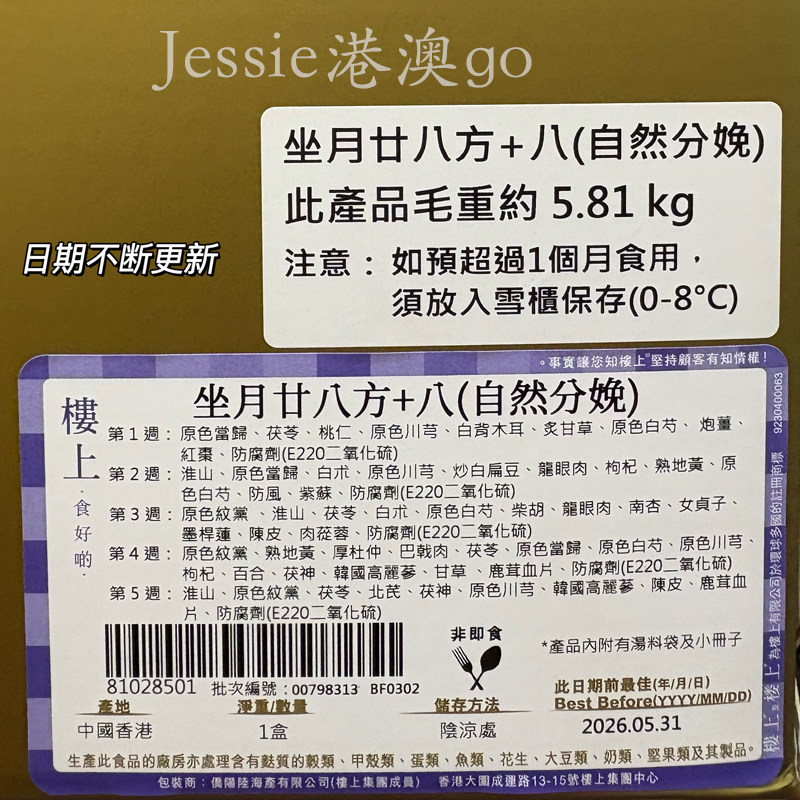 Jessie港澳go
坐月廿八方+八(自然分娩)
此產品毛重約 5.81 kg
注意：如預超過1個月食用，
須放入雪櫃保存(0-8°C)
日期不断更新
。事實讓您知樓上®堅持顧客有知情權！
樓上
·食好啲·
坐月廿八方+八(自然分娩)
第1週：原色當歸、茯苓、桃仁、原色川芎、白背木耳、炙甘草、原色白芍、 炮薑、
紅棗、防腐劑(E220二氧化硫)
第2週：淮山、原色當歸、白朮、原色川芎、炒白扁豆、龍眼肉、枸杞、熟地黃、原
色白芍、防風、紫蘇、防腐劑(E220二氧化硫)
第3週：原色紋黨 、淮山、茯苓、白朮、原色白芍、柴胡、龍眼肉、南杏、女貞子、
墨桿蓮、陳皮、肉蓯蓉、防腐劑(E220二氧化硫)
第4週：原色紋黨、熟地黃、厚杜仲、巴戟肉、茯苓、原色當歸、原色白芍、原色川芎、
枸杞、百合、茯神、韓國高麗蔘、甘草 、鹿茸血片、防腐劑(E220二氧化硫)
第5週：淮山、原色紋黨、茯苓、北芪、茯神、原色川芎、韓國高麗蔘、陳皮、鹿茸血
片、防腐劑(E220二氧化硫)
81028501 批次編號：00798313 BF0302
非即食
*產品內附有湯料袋及小冊子
產地
中國香港
淨重/數量
1盒
儲存方法
陰涼處
此日期前最佳(年/月/日)
Best Before(YYYY/MM/DD)
2026.05.31
生產此食品的廠房亦處理含有麩質的穀類、甲殼類、蛋類、魚類、花生、大豆類、奶類、堅果類及其製品。
包裝商：僑陽陸海產有限公司(樓上集團成員) 香港大圍成運路13-15號樓上集團中心
樓上 為樓上有限公司於環球多國的註冊商標
9230400063